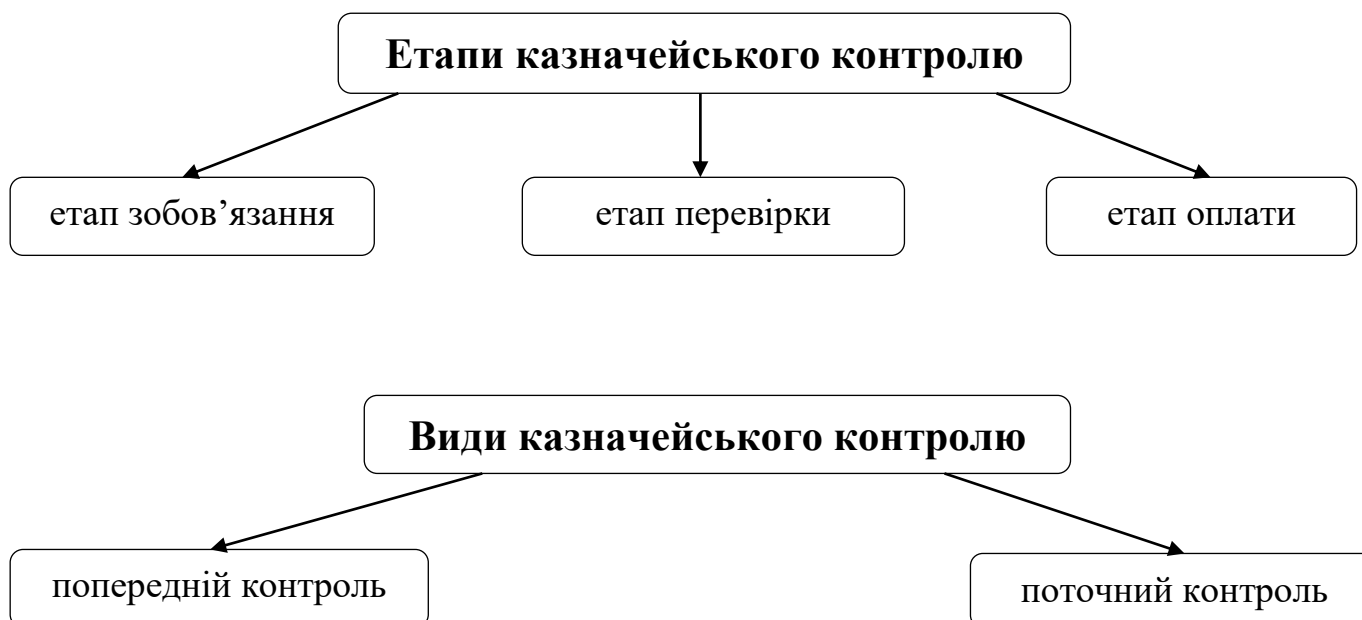 Етапи казначейського контролю
етап зобов’язання
етап перевірки
етап оплати
Види казначейського контролю
попередній контроль
поточний контроль